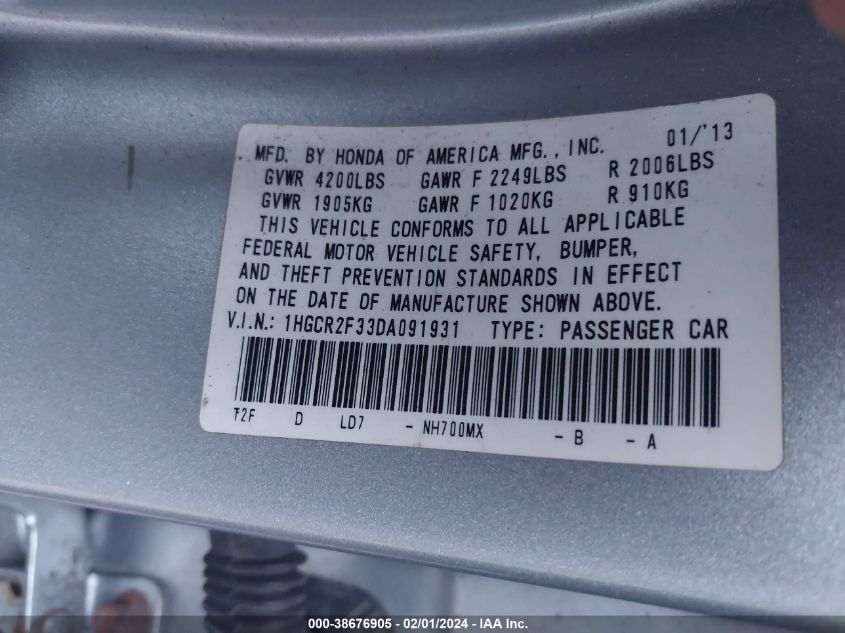 MFD. BY HONDA OF AMERICA MFG., INC. 01/'13
GVWR 4200LBS GAWR F 2249LBS R 2006LBS
GVWR 1905KG GAWR F 1020KG R 910KG
THIS VEHICLE CONFORMS TO ALL APPLICABLE
FEDERAL MOTOR VEHICLE SAFETY, BUMPER,
AND THEFT PREVENTION STANDARDS IN EFFECT
ON THE DATE OF MANUFACTURE SHOWN ABOVE.
V.I.N.: 1HGCR2F33DA091931 TYPE: PASSENGER CAR
T2F D LD7 - NH700MX - B - A
000-38676905 - 02/01/2024 - IAA Inc.